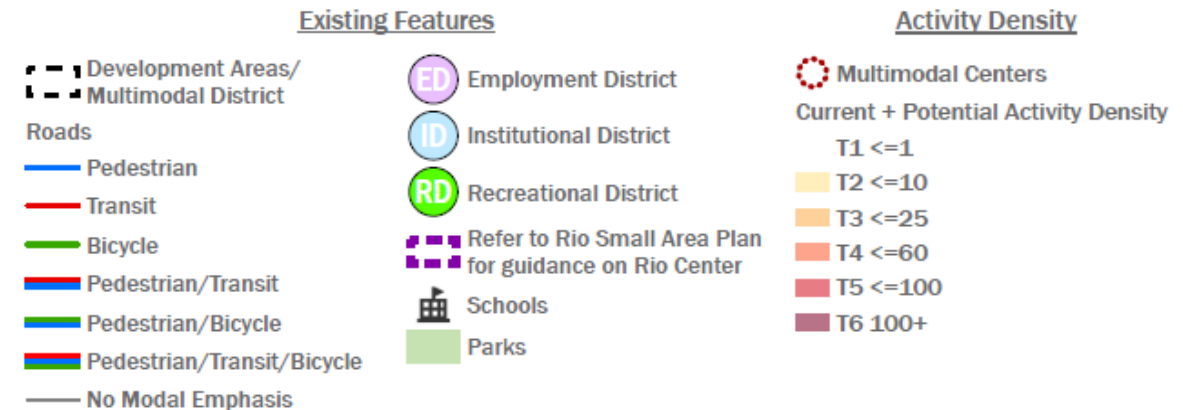 Existing Features
Development Areas/
Multimodal District
Roads
Pedestrian
Transit
Bicycle
Pedestrian/Transit
Pedestrian/Bicycle
Pedestrian/Transit/Bicycle
No Modal Emphasis
ED Employment District
ID Institutional District
RD Recreational District
Refer to Rio Small Area Plan
for guidance on Rio Center
Schools
Parks
Activity Density
Multimodal Centers
Current + Potential Activity Density
T1 <=1
T2 <=10
T3 <=25
T4 <=60
T5 <=100
T6 100+